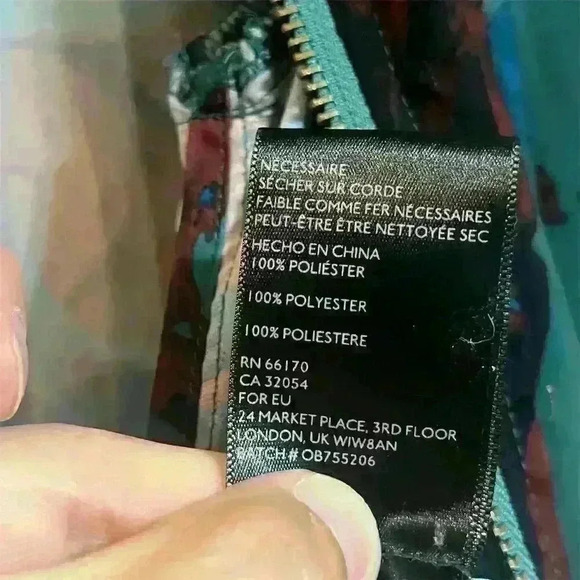 NÉCESSAIRE
SÉCHER SUR CORDE
FAIBLE COMME FER NÉCESSAIRES
PEUT-ÊTRE ÊTRE NETTOYÉE SEC
HECHO EN CHINA
100% POLIÉSTER
100% POLYESTER
100% POLIESTERE
RN 66170
CA 32054
FOR EU
24 MARKET PLACE, 3RD FLOOR
LONDON, UK WIW8AN
BATCH# OB755206